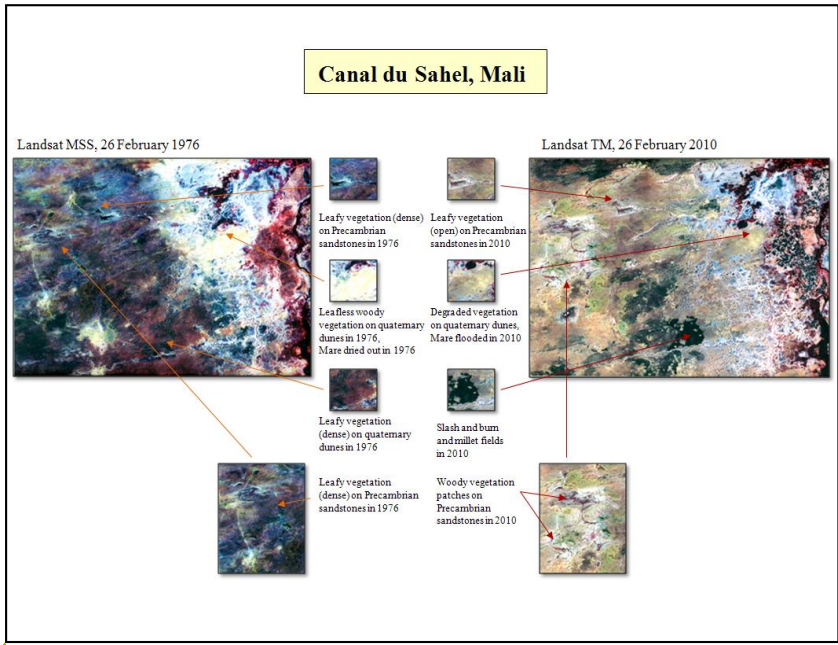 Canal du Sahel, Mali
Landsat MSS, 26 February 1976
Landsat TM, 26 February 2010
Leafy vegetation (dense)
on Precambrian
sandstones in 1976
Leafy vegetation
(open) on Precambrian
sandstones in 2010
Leafless woody
vegetation on quaternary
dunes in 1976,
Mare dried out in 1976
Degraded vegetation
on quaternary dunes,
Mare flooded in 2010
Leafy vegetation
(dense) on quaternary
dunes in 1976
Slash and burn
and millet fields
in 2010
Leafy vegetation
(dense) on Precambrian
sandstones in 1976
Woody vegetation
patches on
Precambrian
sandstones in 2010